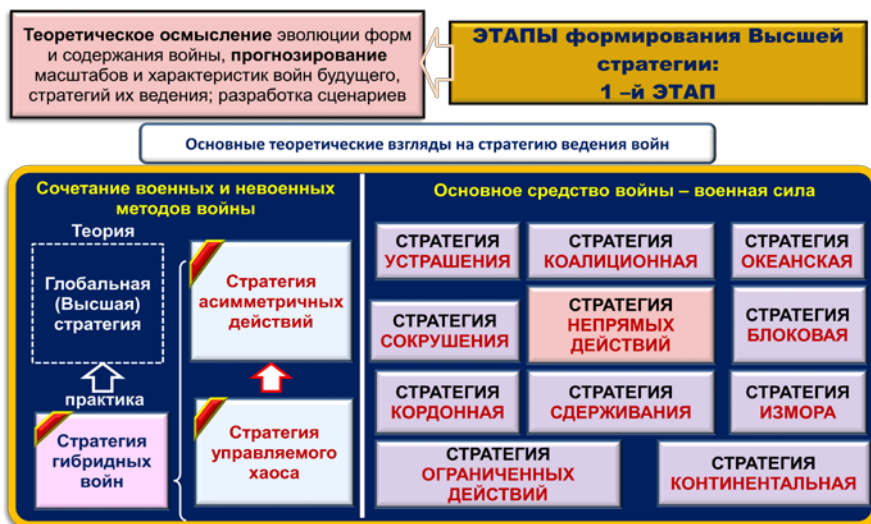 Теоретическое осмысление эволюции форм
и содержания войны, прогнозирование
масштабов и характеристик войн будущего,
стратегий их ведения; разработка сценариев
ЭТАПЫ формирования Высшей
стратегии:
1 –й ЭТАП
Основные теоретические взгляды на стратегию ведения войн
Сочетание военных и невоенных
методов войны
Теория
Глобальная
(Высшая)
стратегия
практика
Стратегия
гибридных
войн
Стратегия
асимметричных
действий
Стратегия
управляемого
хаоса
Основное средство войны – военная сила
СТРАТЕГИЯ
УСТРАШЕНИЯ
СТРАТЕГИЯ
КОАЛИЦИОННАЯ
СТРАТЕГИЯ
ОКЕАНСКАЯ
СТРАТЕГИЯ
СОКРУШЕНИЯ
СТРАТЕГИЯ
НЕПРЯМЫХ
ДЕЙСТВИЙ
СТРАТЕГИЯ
БЛОКОВАЯ
СТРАТЕГИЯ
КОРДОННАЯ
СТРАТЕГИЯ
СДЕРЖИВАНИЯ
СТРАТЕГИЯ
ИЗМОРА
СТРАТЕГИЯ
ОГРАНИЧЕННЫХ
ДЕЙСТВИЙ
СТРАТЕГИЯ
КОНТИНЕНТАЛЬНАЯ